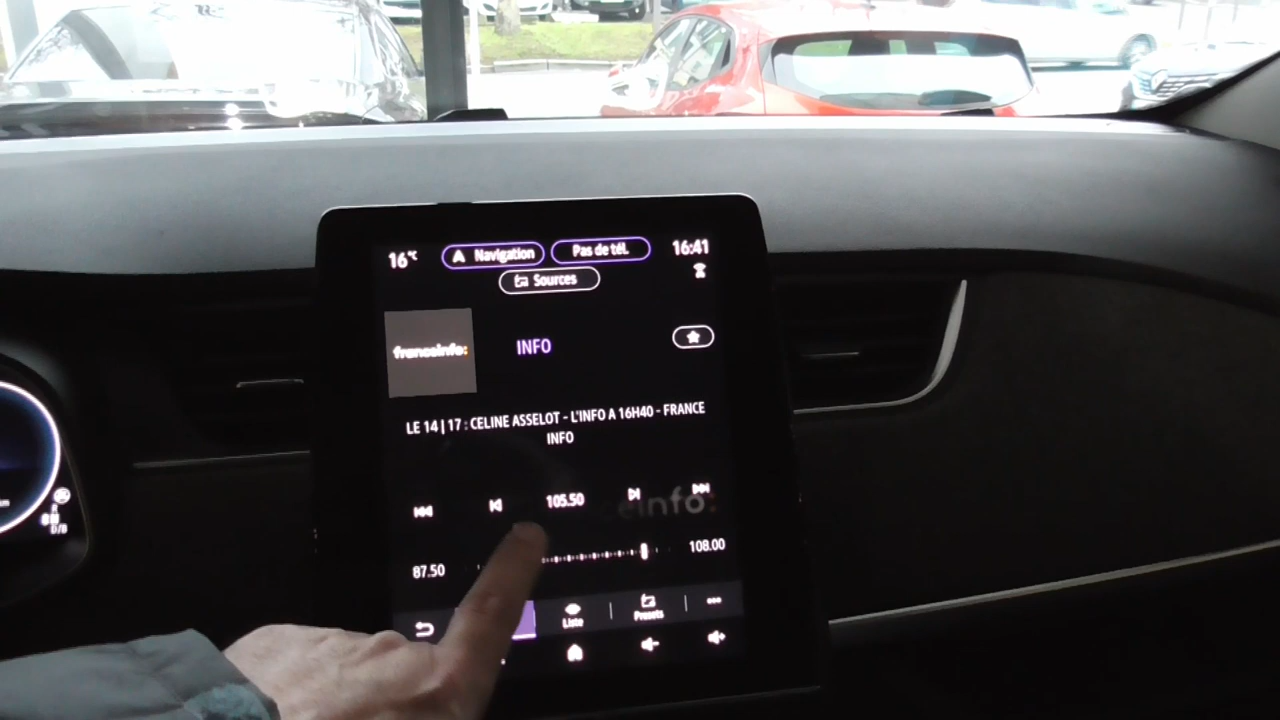 16°C
Navigation
Pas de tél.
16:41
Sources
franceinfo:
INFO
LE 14 | 17 : CELINE ASSELOT - L'INFO A 16H40 - FRANCE
INFO
105.50
info:
87.50
108.00
Liste
Presets
R
D/B